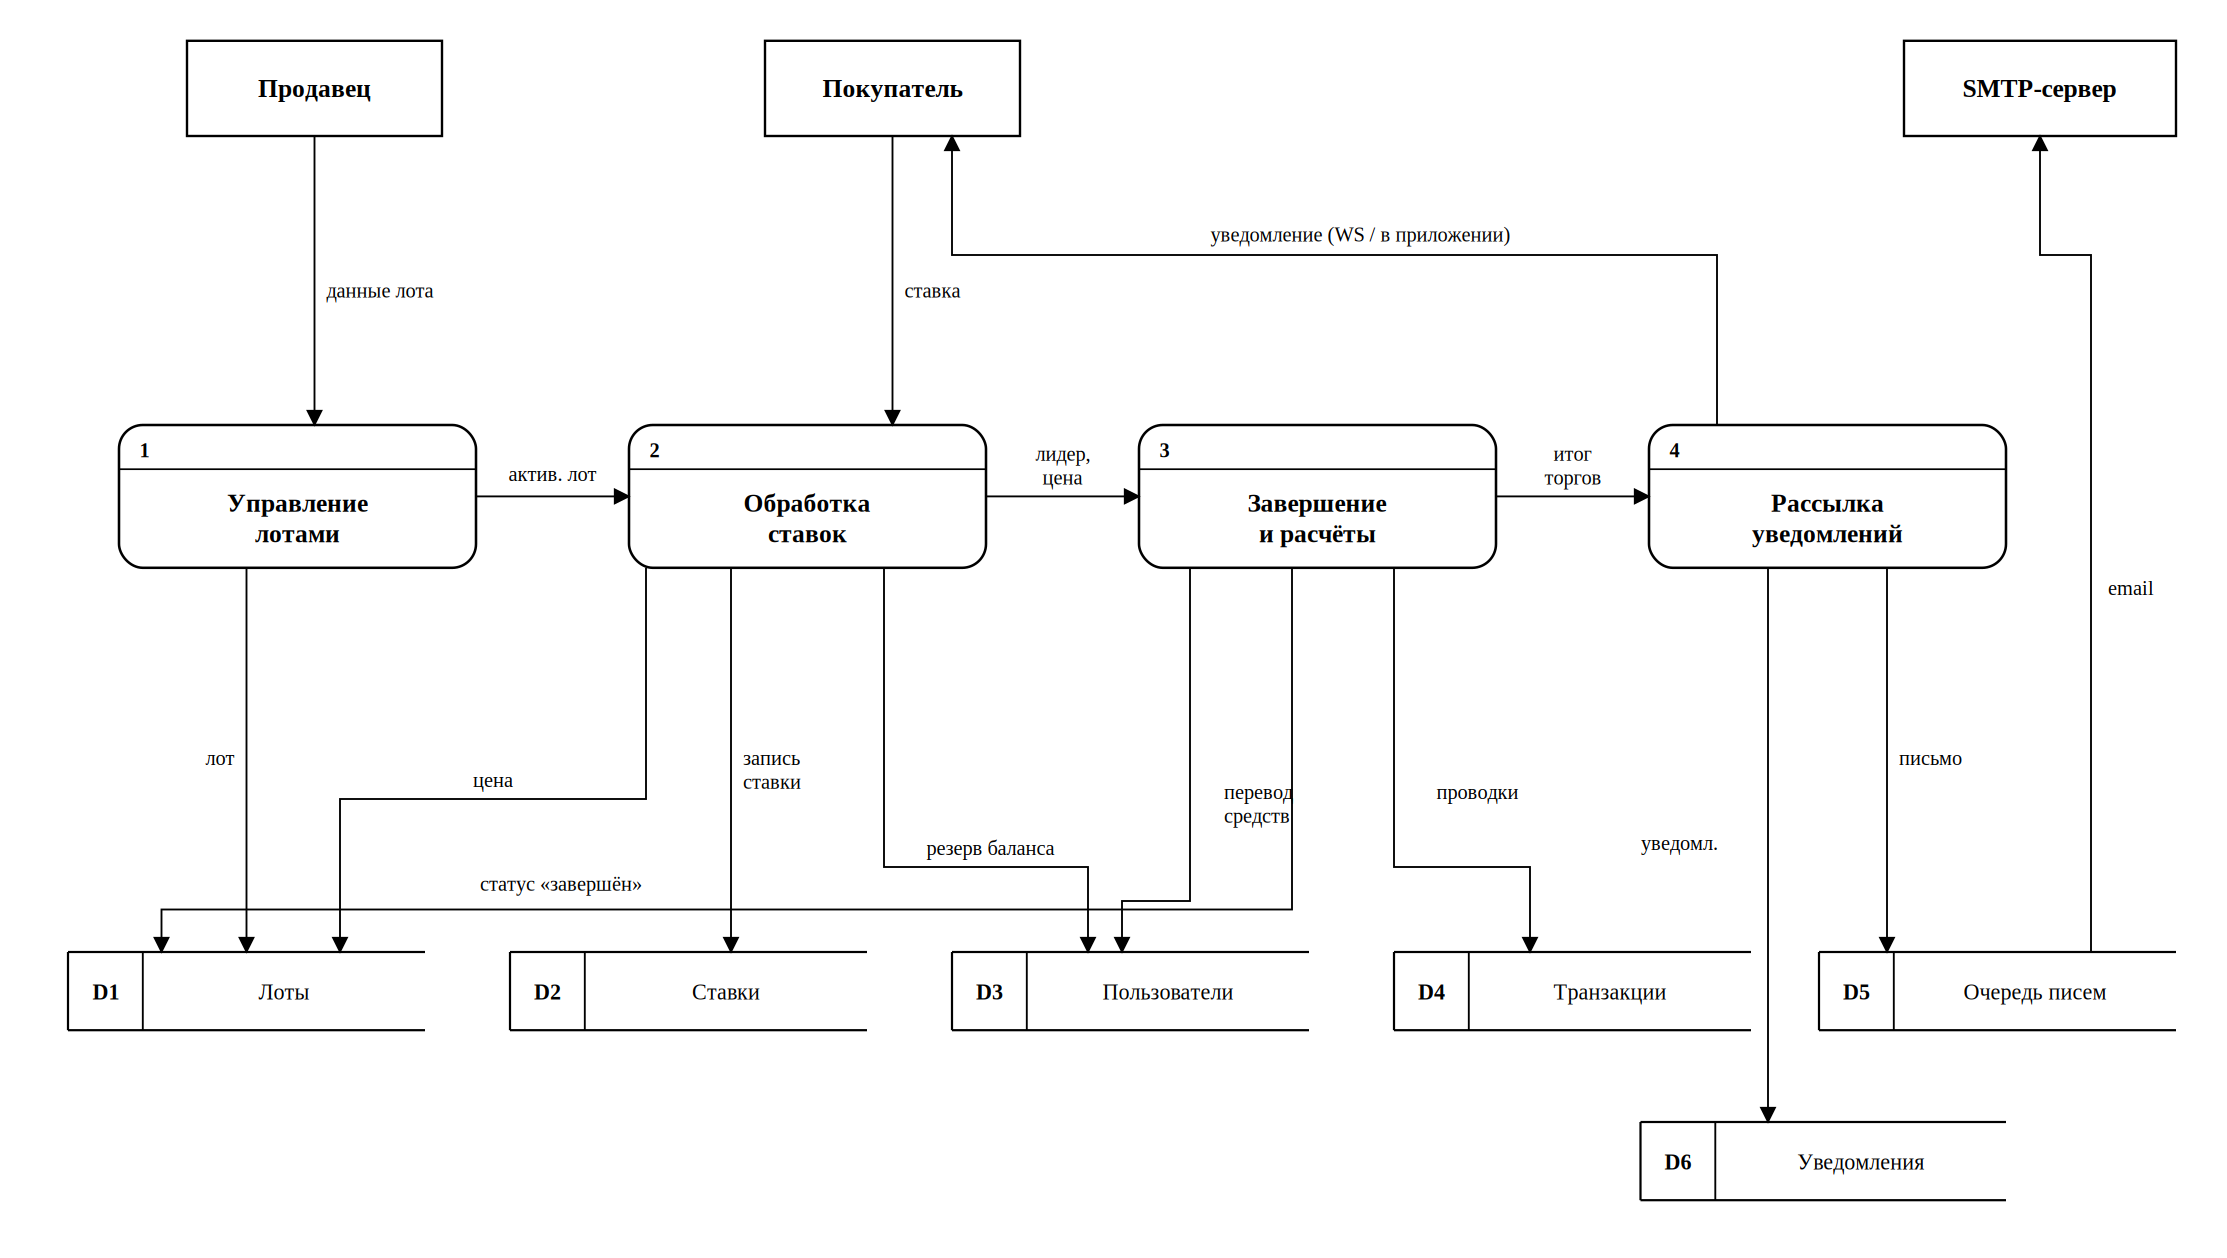 Продавец
Покупатель
SMTP-сервер
уведомление (WS / в приложении)
данные лота
ставка
1
2
3
4
актив. лот
лидер,
цена
итог
торгов
Управление
лотами
Обработка
ставок
Завершение
и расчёты
Рассылка
уведомлений
email
лот
цена
запись
ставки
перевод
средств
проводки
письмо
уведомл.
резерв баланса
статус «завершён»
D1
Лоты
D2
Ставки
D3
Пользователи
D4
Транзакции
D5
Очередь писем
D6
Уведомления